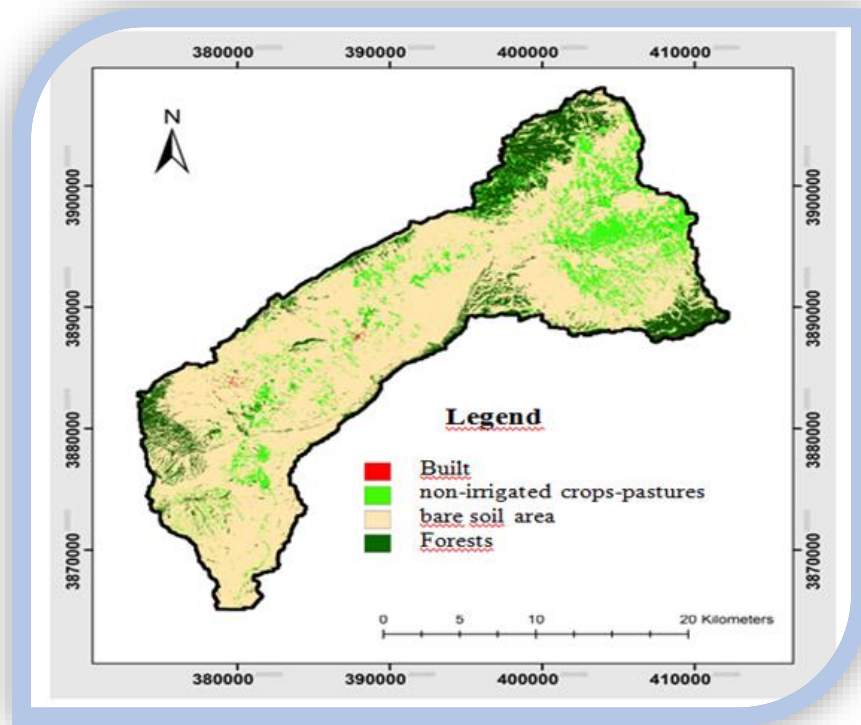 380000 390000 400000 410000
N
3900000 3900000
3890000 3890000
3880000 3880000
3870000 3870000
Legend
Built
non-irrigated crops-pastures
bare soil area
Forests
0 5 10 20 Kilometers
380000 390000 400000 410000